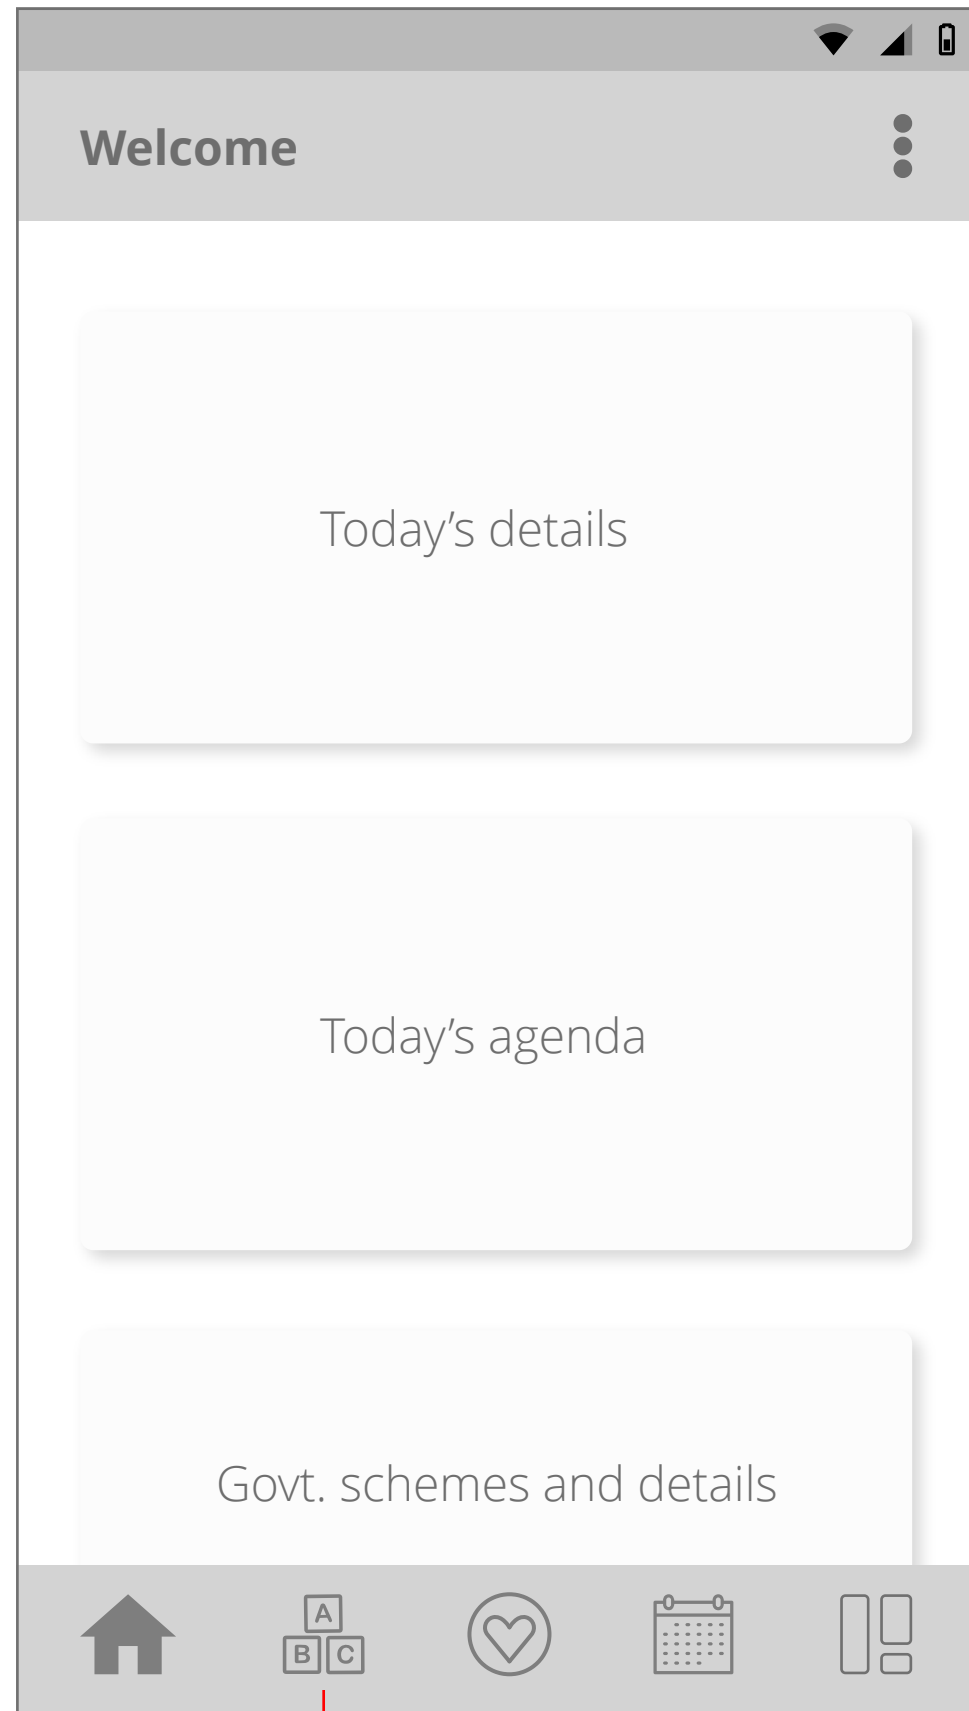 Welcome
Today’s details
Today’s agenda
Govt. schemes and details
A
B C